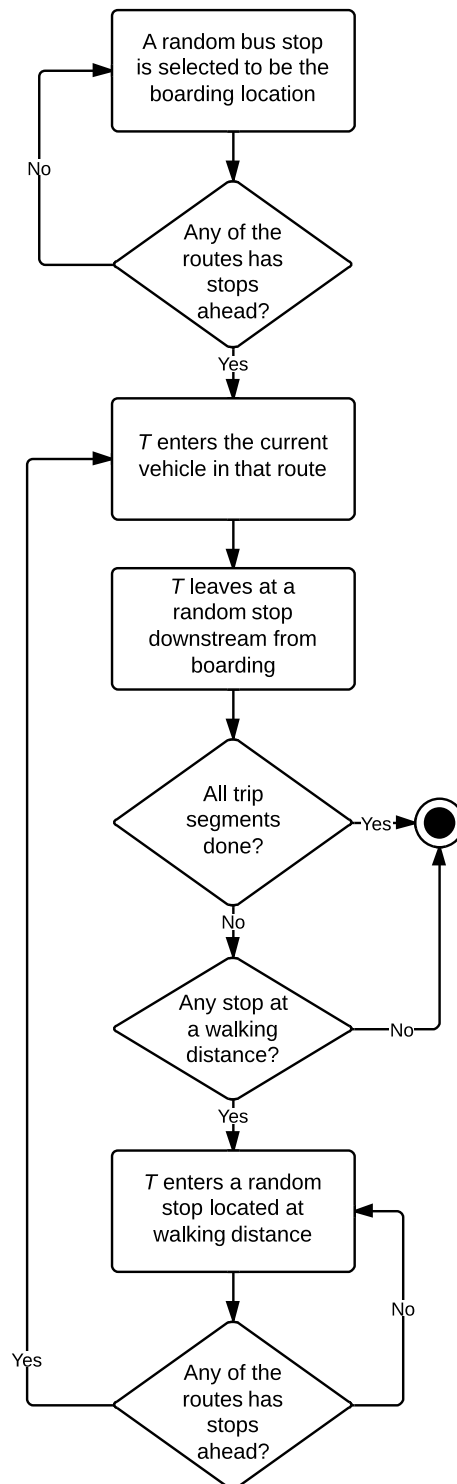 A random bus stop
is selected to be the
boarding location
No
Any of the
routes has
stops
ahead?
Yes
T enters the current
vehicle in that route
T leaves at a
random stop
downstream from
boarding
All trip
segments
done?
Yes
No
Any stop at
a walking
distance?
No
Yes
T enters a random
stop located at
walking distance
No
Yes
Any of the
routes has
stops
ahead?